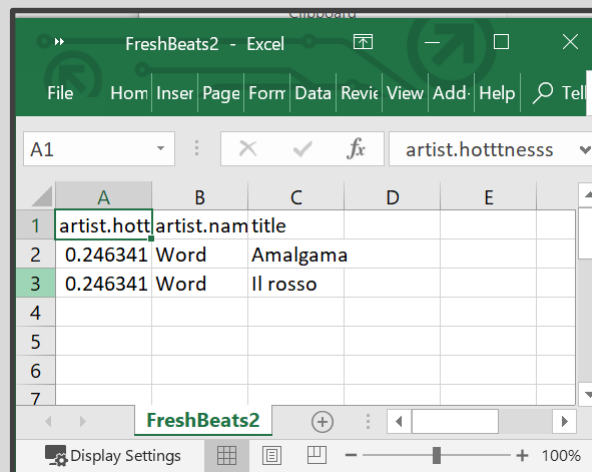 Clipboard
FreshBeats2 - Excel
File Hom Inser Page Form Data Revie View Add- Help Tel
A1 fx artist.hotttnesss
A B C D E
1 artist.hott artist.nam title
2 0.246341 Word Amalgama
3 0.246341 Word Il rosso
4
5
6
7
FreshBeats2
Display Settings 100%